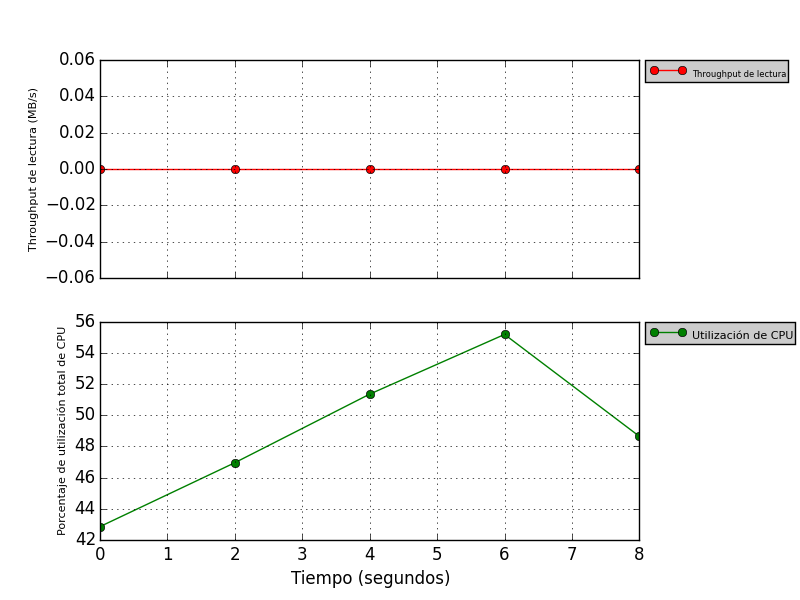 Throughput de lectura (MB/s)
0.06
0.04
0.02
0.00
−0.02
−0.04
−0.06
Throughput de lectura
Porcentaje de utilización total de CPU
56
54
52
50
48
46
44
42
Utilización de CPU
0 1 2 3 4 5 6 7 8
Tiempo (segundos)